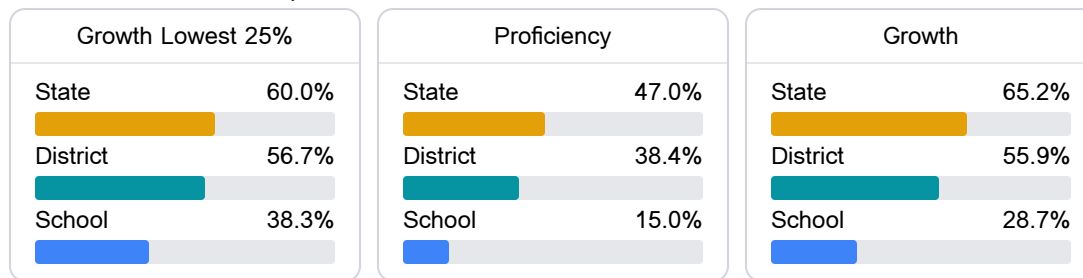 Growth Lowest 25%
State 60.0%
District 56.7%
School 38.3%
Proficiency
State 47.0%
District 38.4%
School 15.0%
Growth
State 65.2%
District 55.9%
School 28.7%